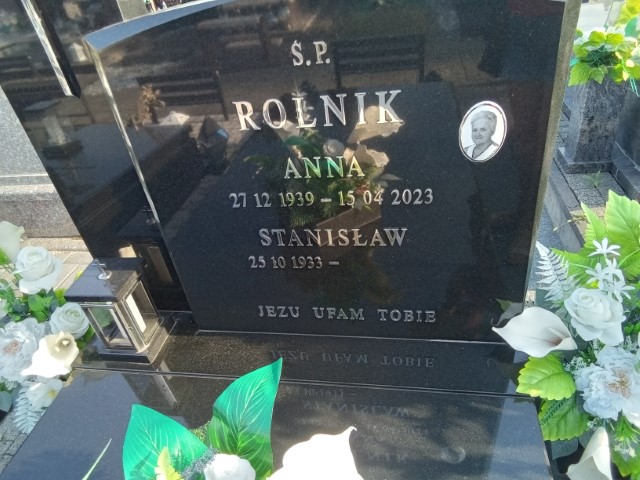 Ś.P.
ROLNIK
ANNA
27 12 1939 – 15 04 2023
STANISŁAW
25 10 1933 –
JEZU UFAM TOBIE